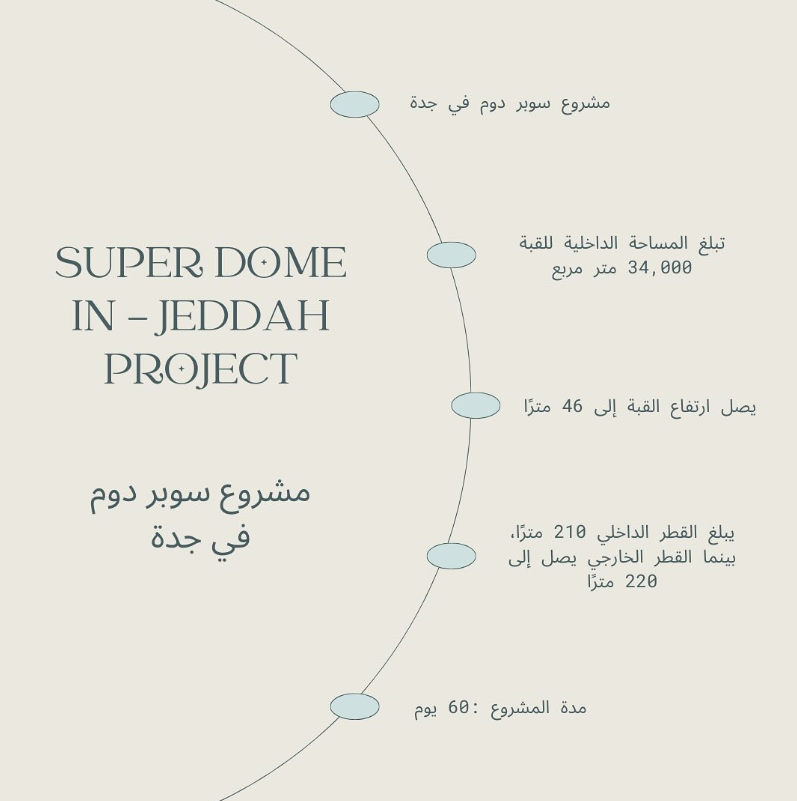 SUPER DOME
IN – JEDDAH
PROJECT
مشروع سوبر دوم
في جدة
مشروع سوبر دوم في جدة
تبلغ المساحة الداخلية للقبة
34,000 متر مربع
يصل ارتفاع القبة إلى 46 مترًا
يبلغ القطر الداخلي 210 مترًا،
بينما القطر الخارجي يصل إلى
220 مترًا
مدة المشروع :60 يوم